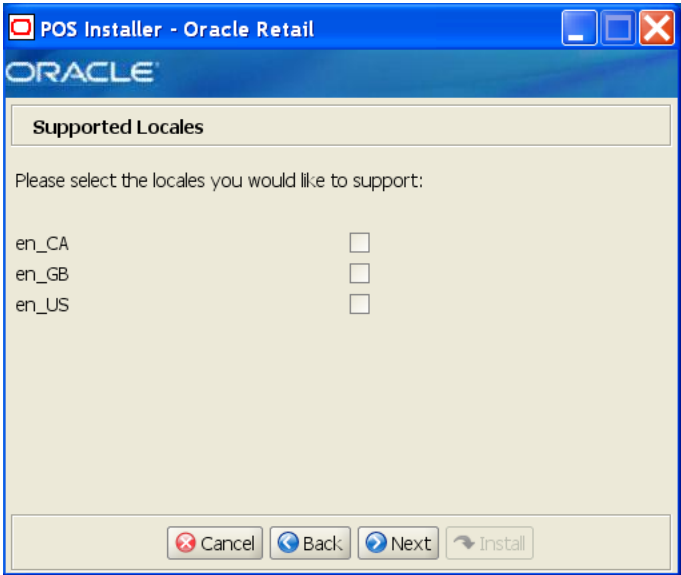 POS Installer - Oracle Retail
ORACLE
Supported Locales
Please select the locales you would like to support:
en_CA
en_GB
en_US
Cancel Back Next Install